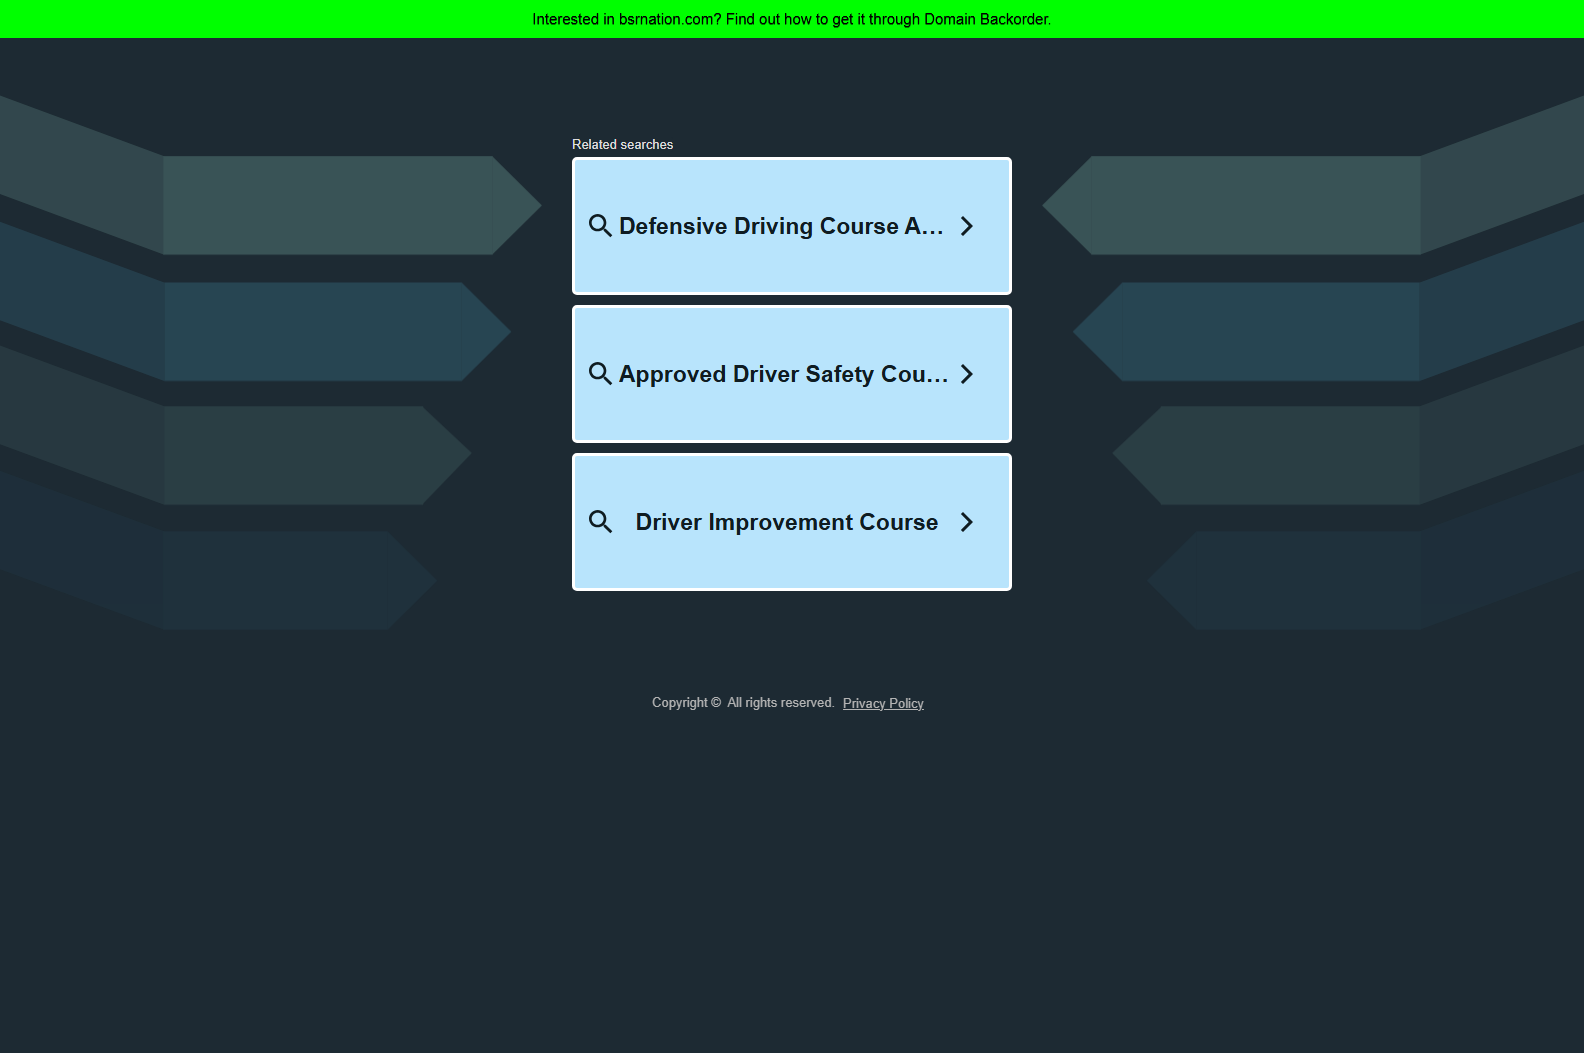 Interested in bsrnation.com? Find out how to get it through Domain Backorder.
Related searches
Defensive Driving Course A...
Approved Driver Safety Cou...
Driver Improvement Course
Copyright © All rights reserved. Privacy Policy